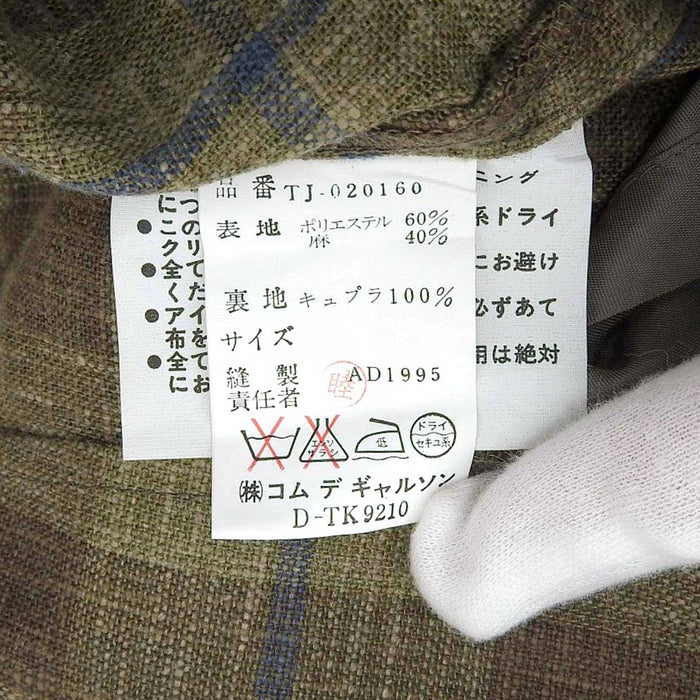 品番 TJ-020160
表地 ポリエステル 60%
麻 40%
裏地 キュプラ100%
サイズ
縫製 睦 AD1995
責任者
エンソ
サラシ
低
ドライ
セキユ系
㈱コム デ ギャルソン
D-TK9210
につ
この
クリ
全て
くだ
アイ
布を
全て
にお
ニング
系ドライ
にお避け
必ずあて
用は絶対